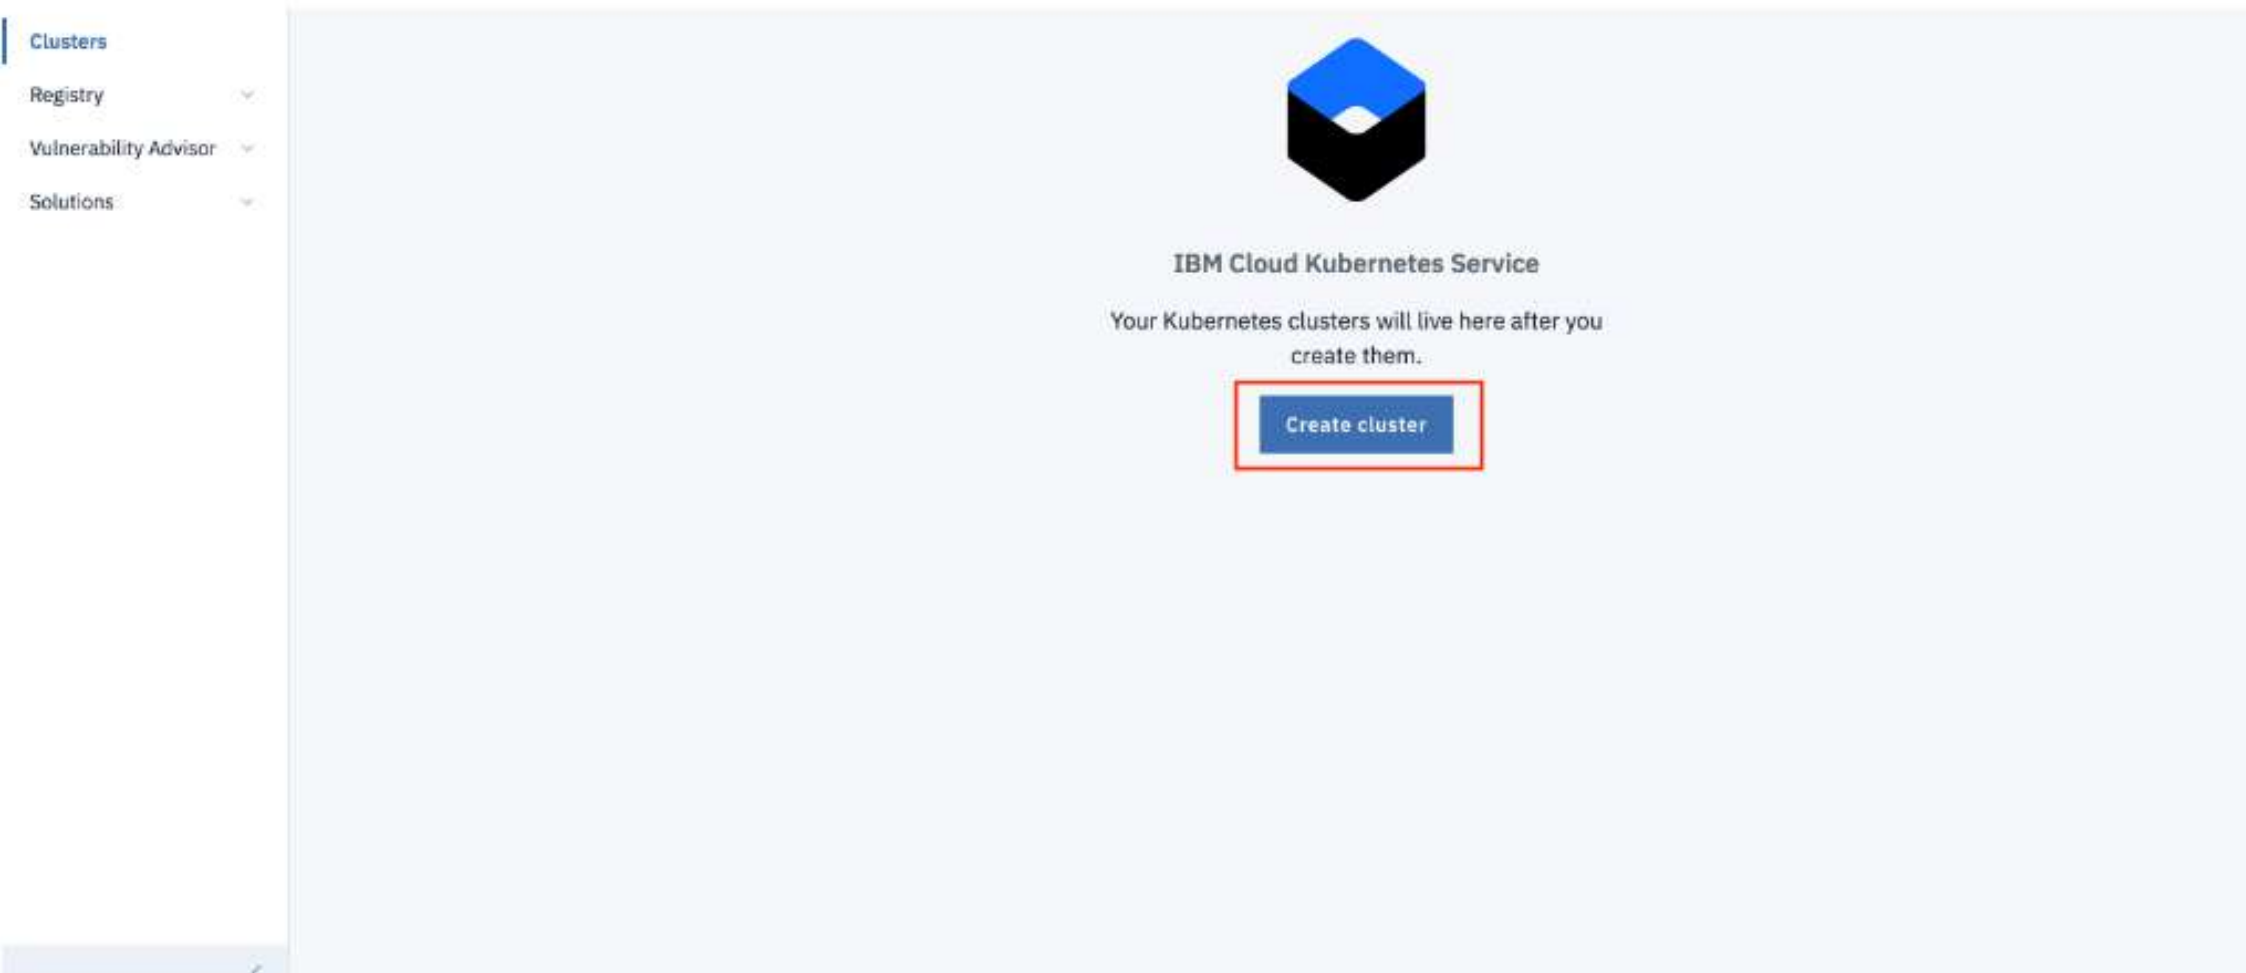 Clusters
Registry
Vulnerability Advisor
Solutions
IBM Cloud Kubernetes Service
Your Kubernetes clusters will live here after you
create them.
Create cluster